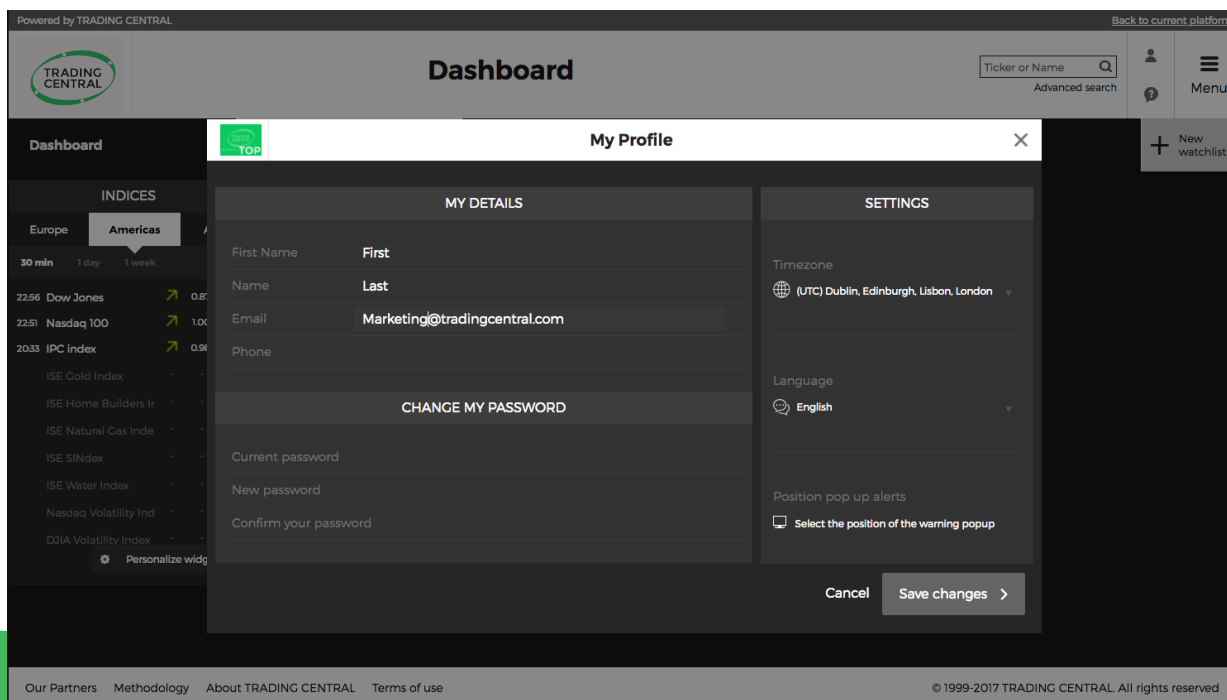 Powered by TRADING CENTRAL
Back to current platform
TRADING
CENTRAL
Dashboard
Ticker or Name
Advanced search
Menu
Dashboard
TOP
My Profile
New
watchlist
INDICES
Europe Americas
30 min 1 day 1 week
22:56 Dow Jones
22:51 Nasdaq 100
20:33 IPC index
ISE Gold Index
ISE Home Builders Ir
ISE Natural Gas Inde
ISE SINdex
ISE Water Index
Nasdaq Volatility Ind
DJIA Volatility Index
Personalize widg
MY DETAILS
First Name First
Name Last
Email Marketing@tradingcentral.com
Phone
CHANGE MY PASSWORD
Current password
New password
Confirm your password
SETTINGS
Timezone
(UTC) Dublin, Edinburgh, Lisbon, London
Language
English
Position pop up alerts
Select the position of the warning popup
Cancel Save changes
Our Partners Methodology About TRADING CENTRAL Terms of use
© 1999-2017 TRADING CENTRAL. All rights reserved